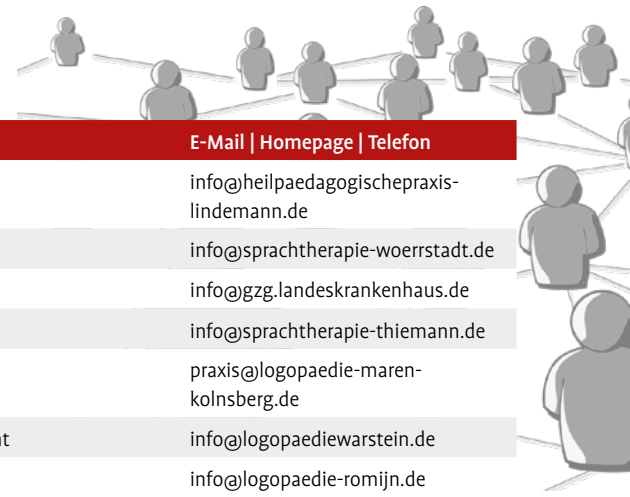 E-Mail | Homepage | Telefon
info@heilpaedagogischepraxis-
lindemann.de
info@sprachtherapie-woerrstadt.de
info@gzg.landeskrankenhaus.de
info@sprachtherapie-thiemann.de
praxis@logopaedie-maren-
kolnsberg.de
info@logopaediewarstein.de
info@logopaedie-romijn.de